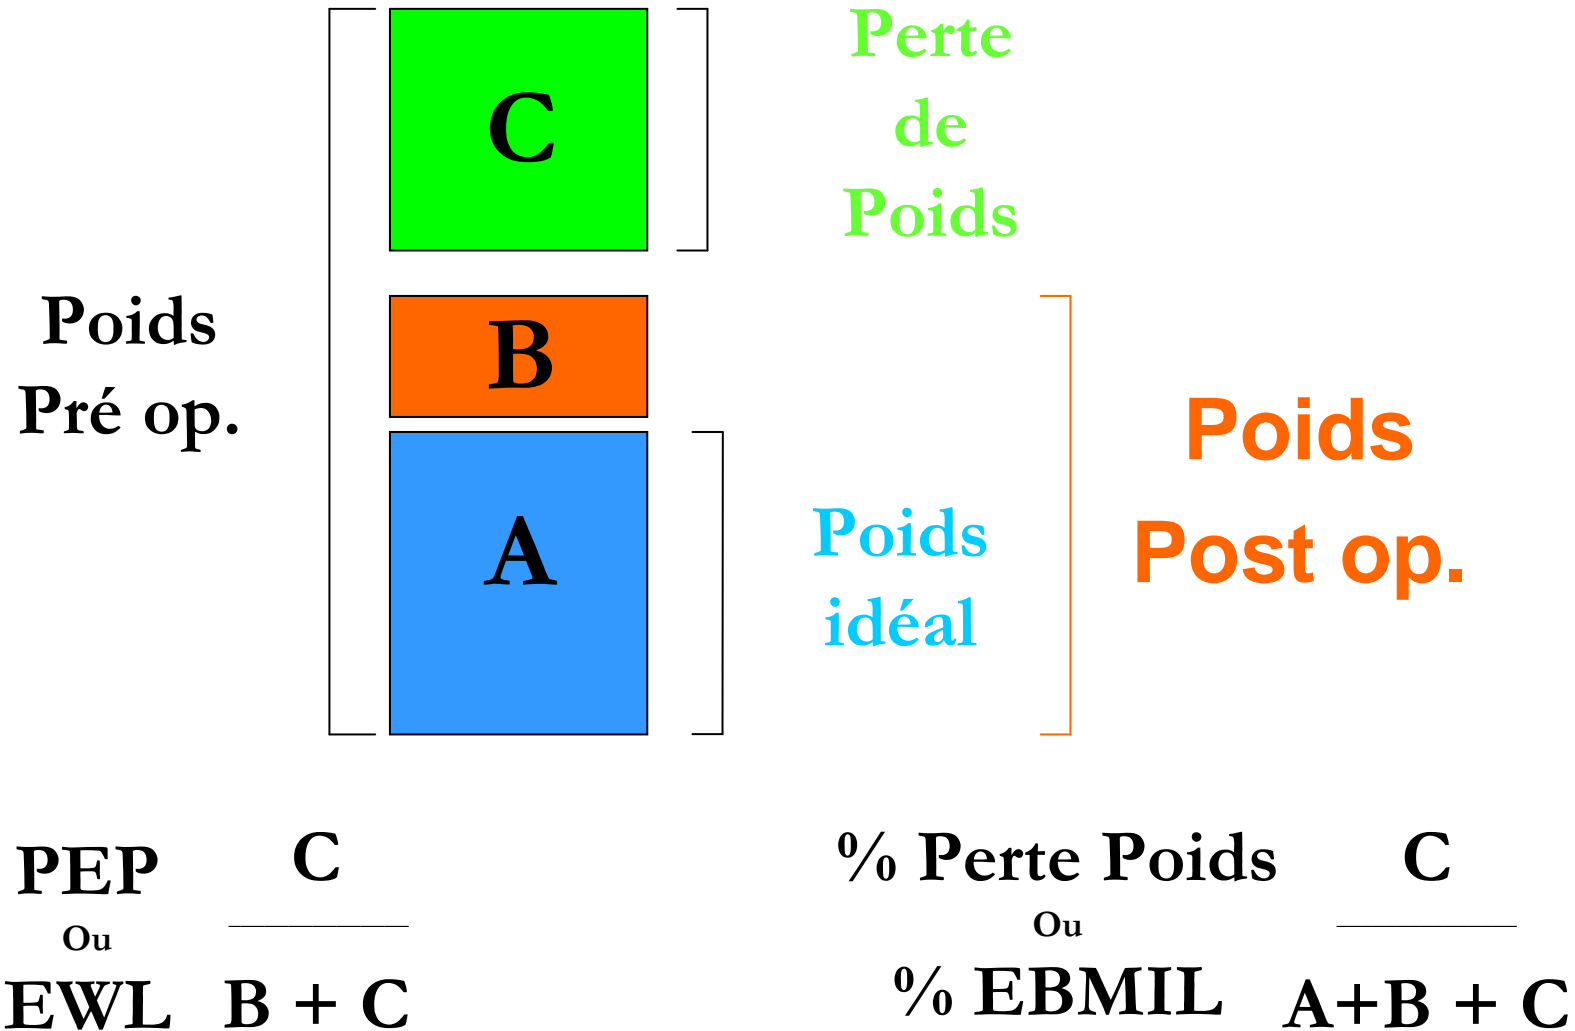 C
Perte
de
Poids
Poids
Pré op.
B
A
Poids
idéal
Poids
Post op.
PEP
Ou
EWL
C
B + C
% Perte Poids
Ou
% EBMIL
C
A+B + C